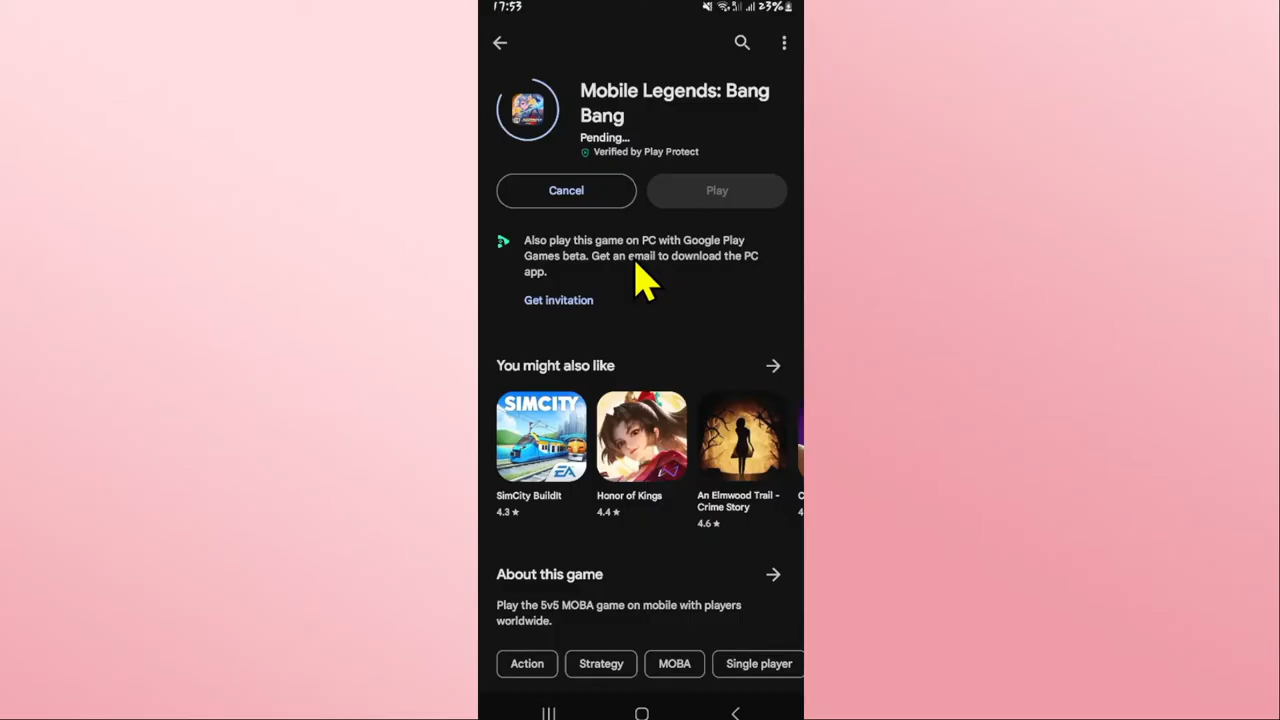 17:53
23%
Mobile Legends: Bang
Bang
Pending...
Verified by Play Protect
Cancel
Play
Also play this game on PC with Google Play
Games beta. Get an email to download the PC
app.
Get invitation
You might also like
SIMCITY
EA
SimCity BuildIt
4.3 ★
Honor of Kings
4.4 ★
An Elmwood Trail -
Crime Story
4.6 ★
C
4
About this game
Play the 5v5 MOBA game on mobile with players
worldwide.
Action
Strategy
MOBA
Single player